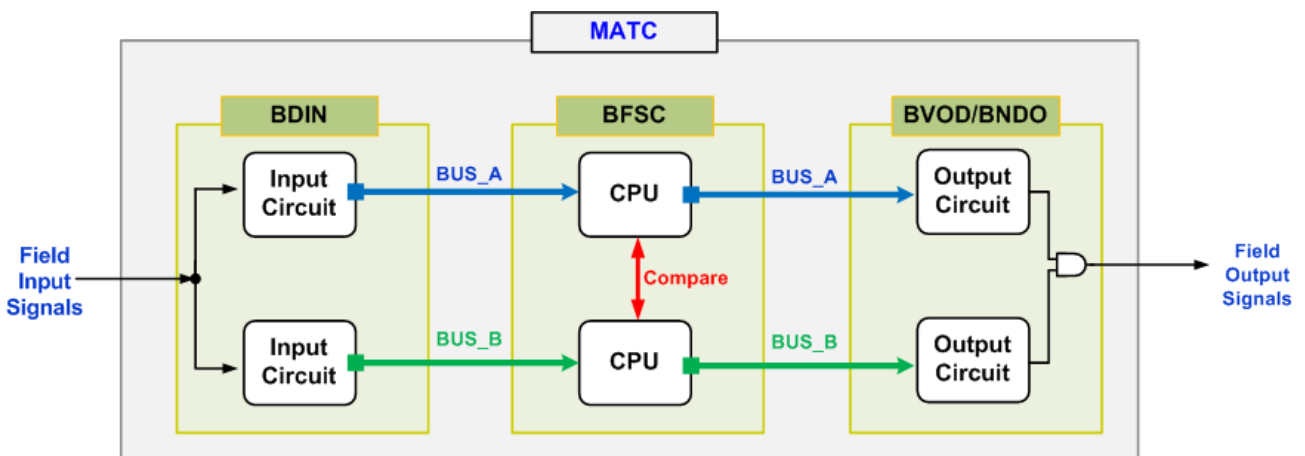 MATC
BDIN
BFSC
BVOD/BNDO
Input
Circuit
BUS_A
CPU
BUS_A
Output
Circuit
Field
Input
Signals
Compare
Field
Output
Signals
Input
Circuit
BUS_B
CPU
BUS_B
Output
Circuit